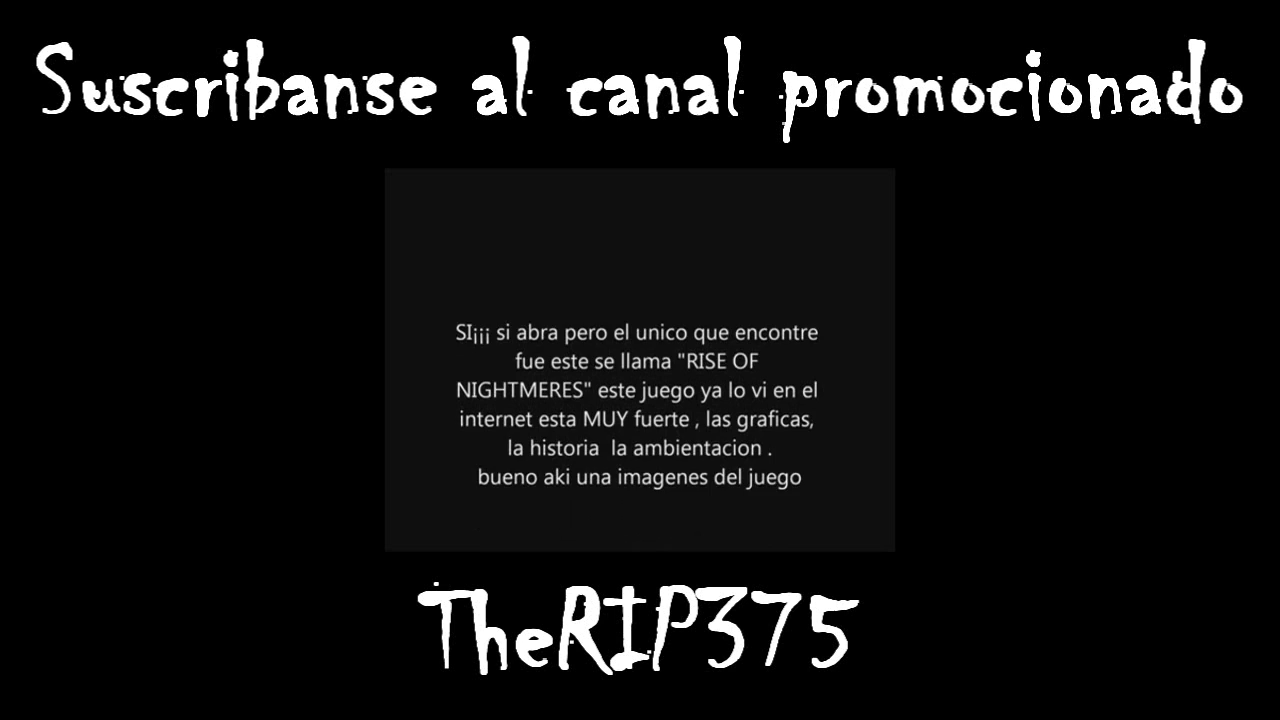 Suscribanse al canal promocionado
SI¡¡¡ si abra pero el unico que encontre
fue este se llama "RISE OF
NIGHTMERES" este juego ya lo vi en el
internet esta MUY fuerte , las graficas,
la historia  la ambientacion .
bueno aki una imagenes del juego
TheRIP375